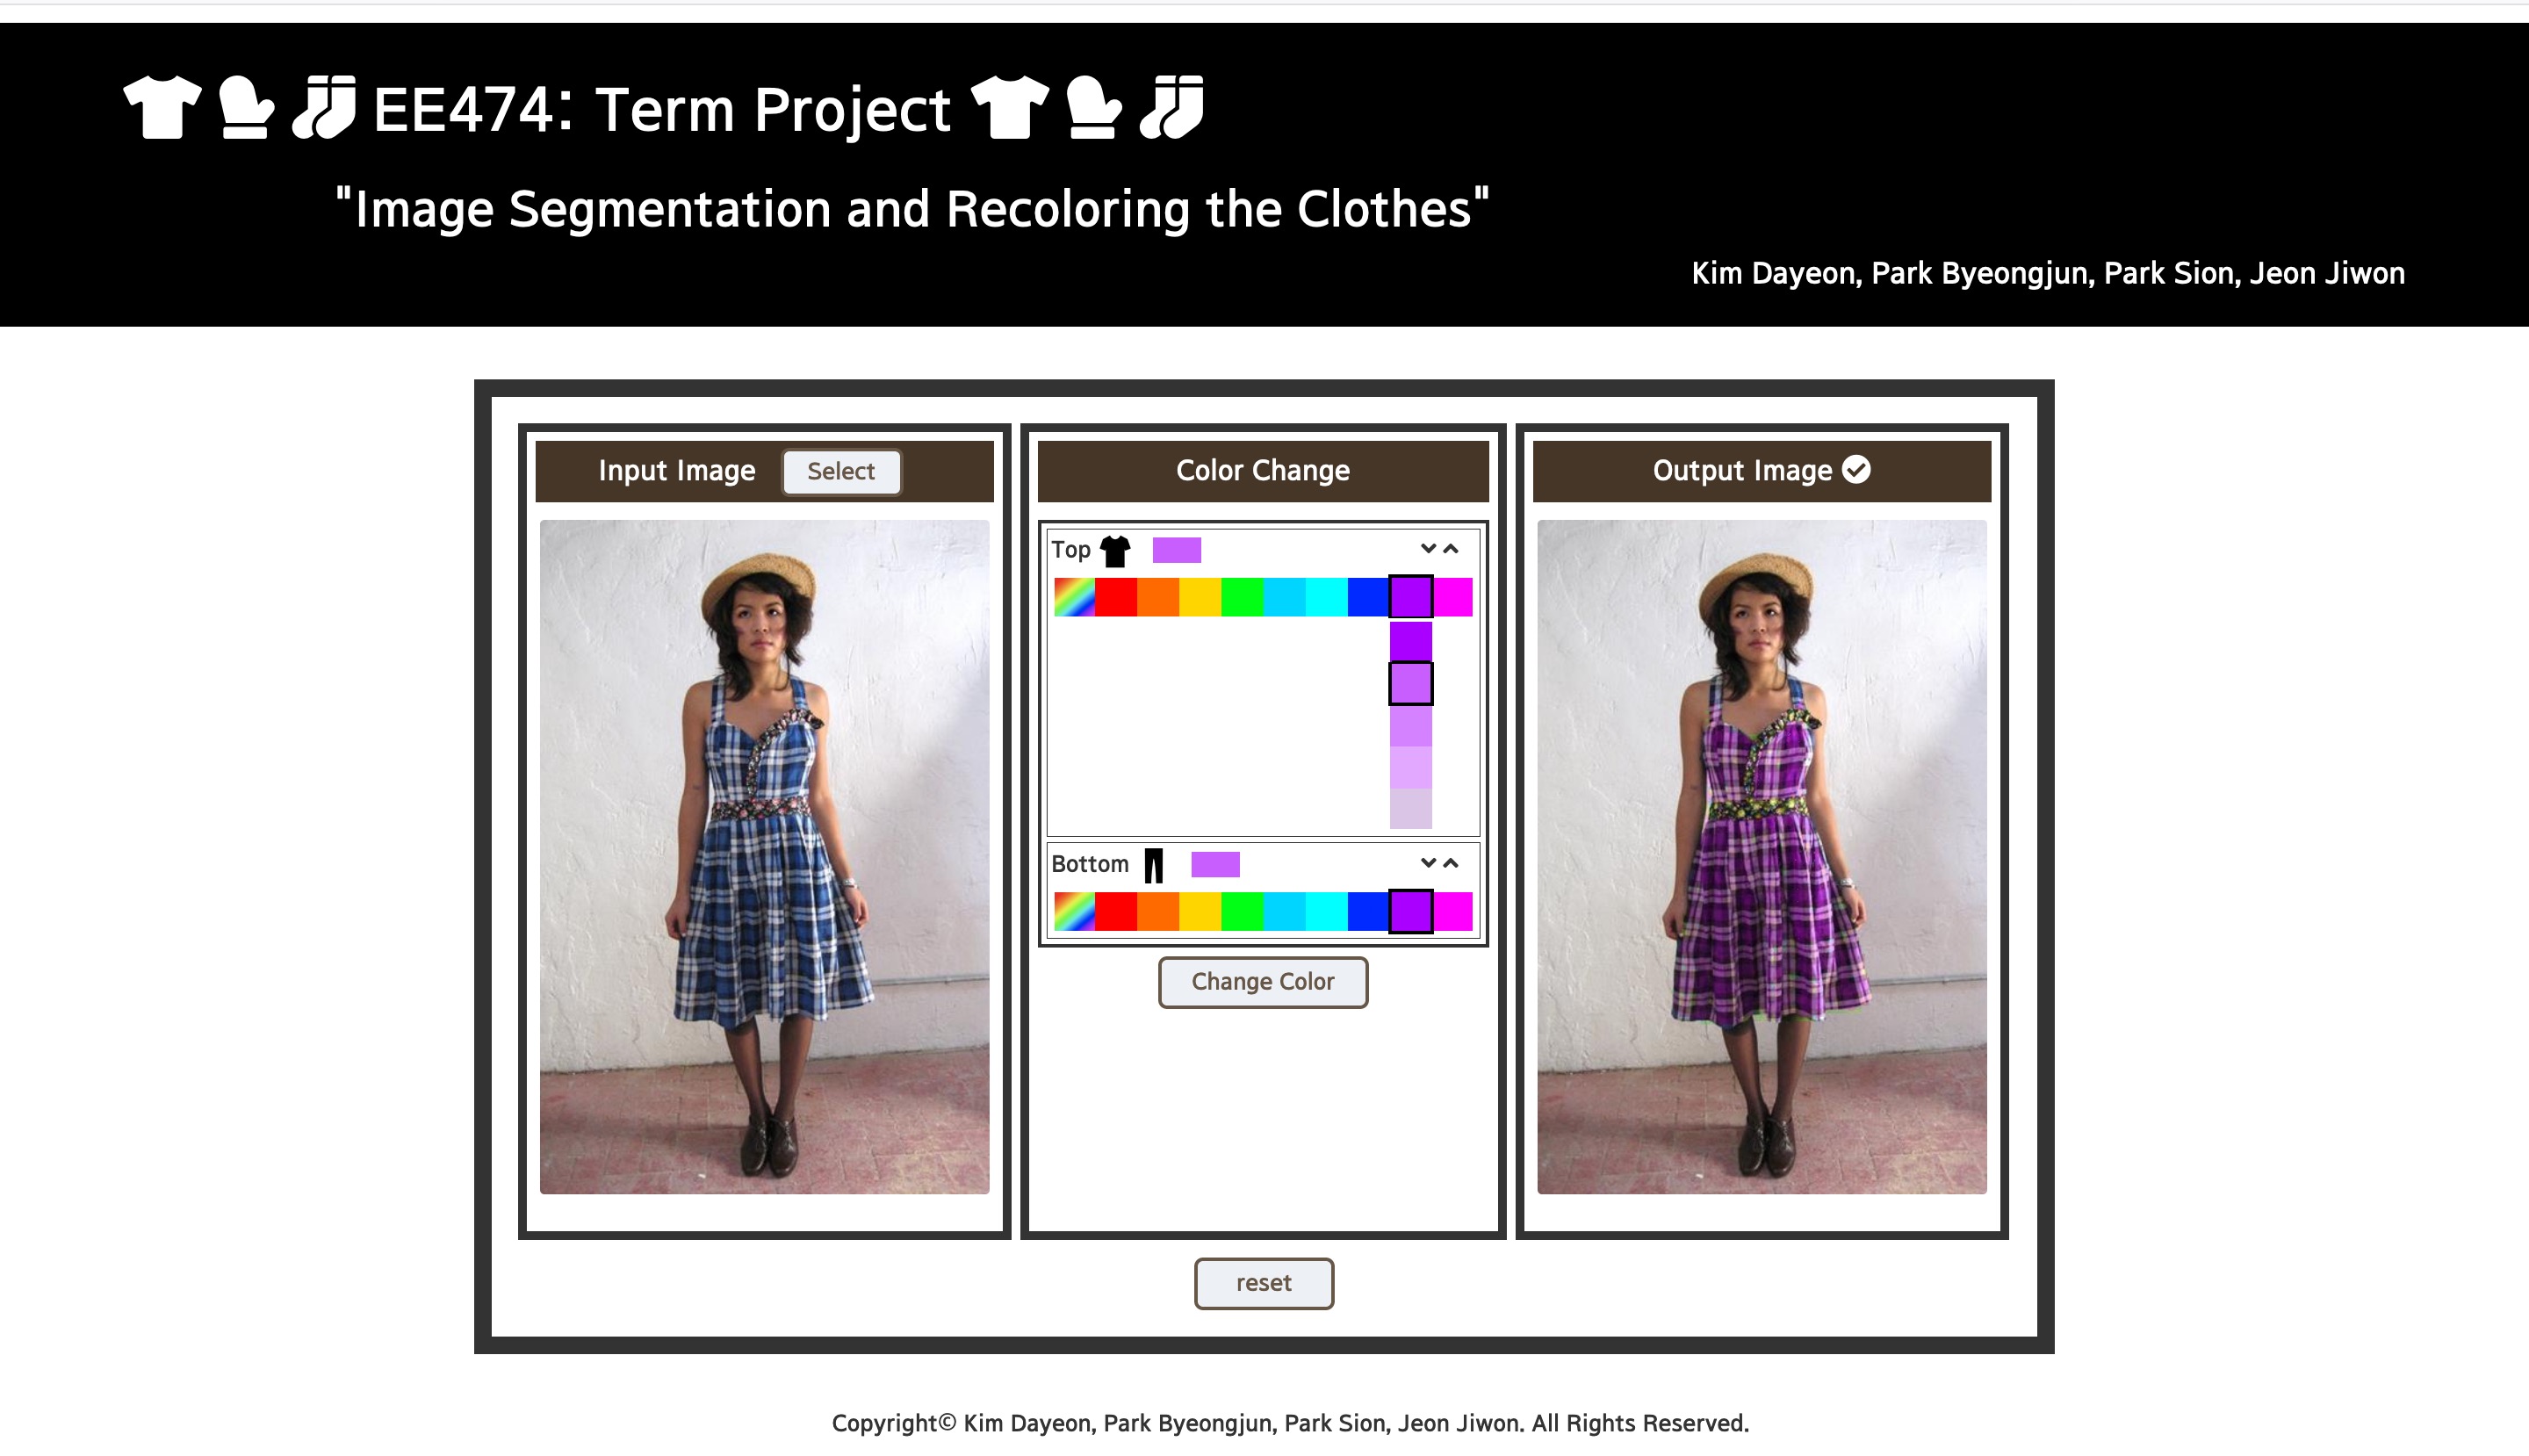 EE474: Term Project
"Image Segmentation and Recoloring the Clothes"
Kim Dayeon, Park Byeongjun, Park Sion, Jeon Jiwon
Input Image Select
Color Change
Output Image
Top
Bottom
Change Color
reset
Copyright© Kim Dayeon, Park Byeongjun, Park Sion, Jeon Jiwon. All Rights Reserved.